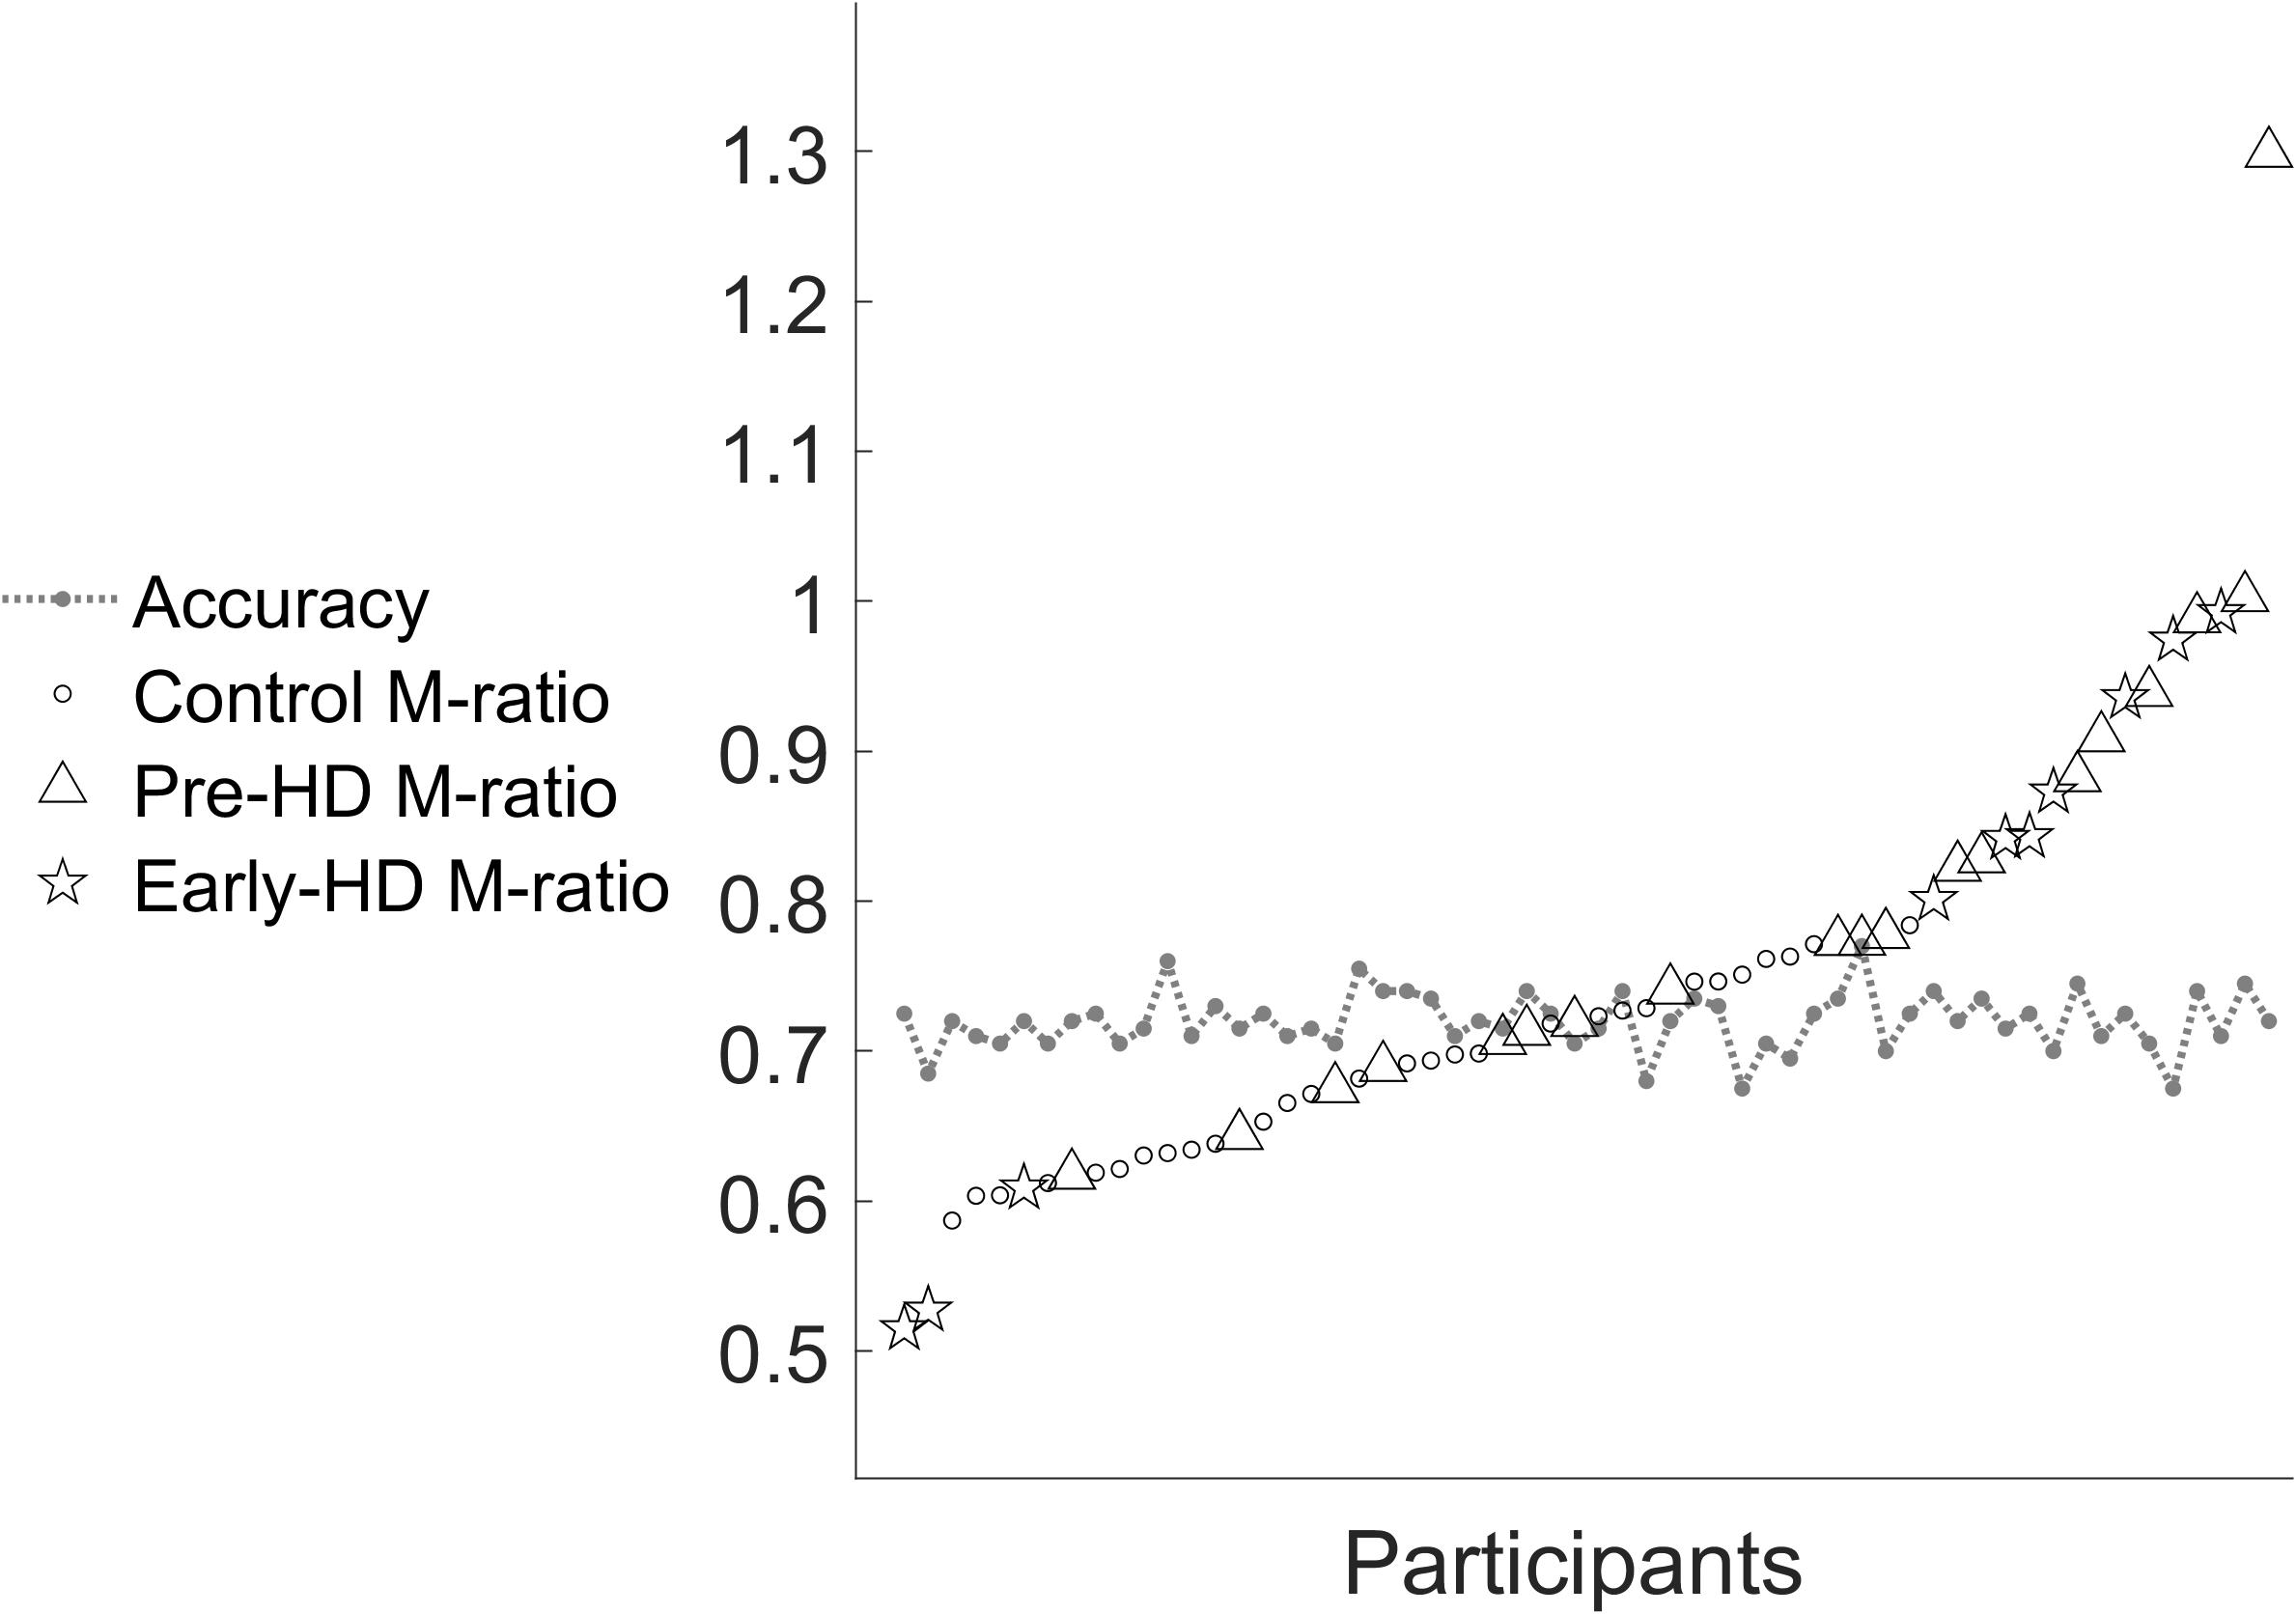 Accuracy
Control M-ratio
Pre-HD M-ratio
Early-HD M-ratio
1.3
1.2
1.1
1
0.9
0.8
0.7
0.6
0.5
Participants